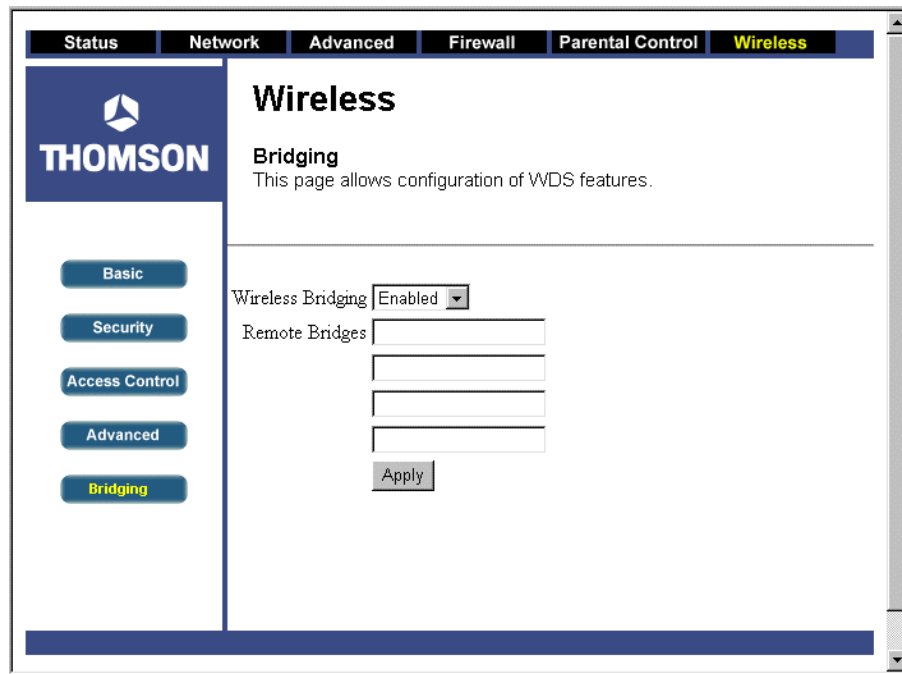 Status Network Advanced Firewall Parental Control Wireless
THOMSON
Wireless
Bridging
This page allows configuration of WDS features.
Basic
Security
Access Control
Advanced
Bridging
Wireless Bridging Enabled
Remote Bridges
Apply